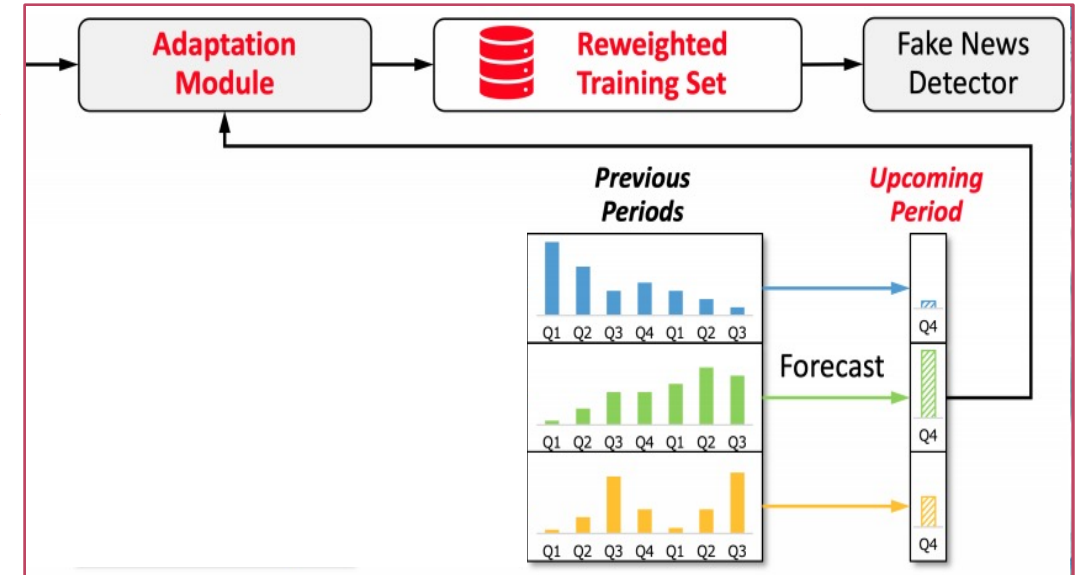 Adaptation
Module
Reweighted
Training Set
Fake News
Detector
Previous
Periods
Upcoming
Period
Q1 Q2 Q3 Q4 Q1 Q2 Q3
Q4
Forecast
Q1 Q2 Q3 Q4 Q1 Q2 Q3
Q4
Q1 Q2 Q3 Q4 Q1 Q2 Q3
Q4